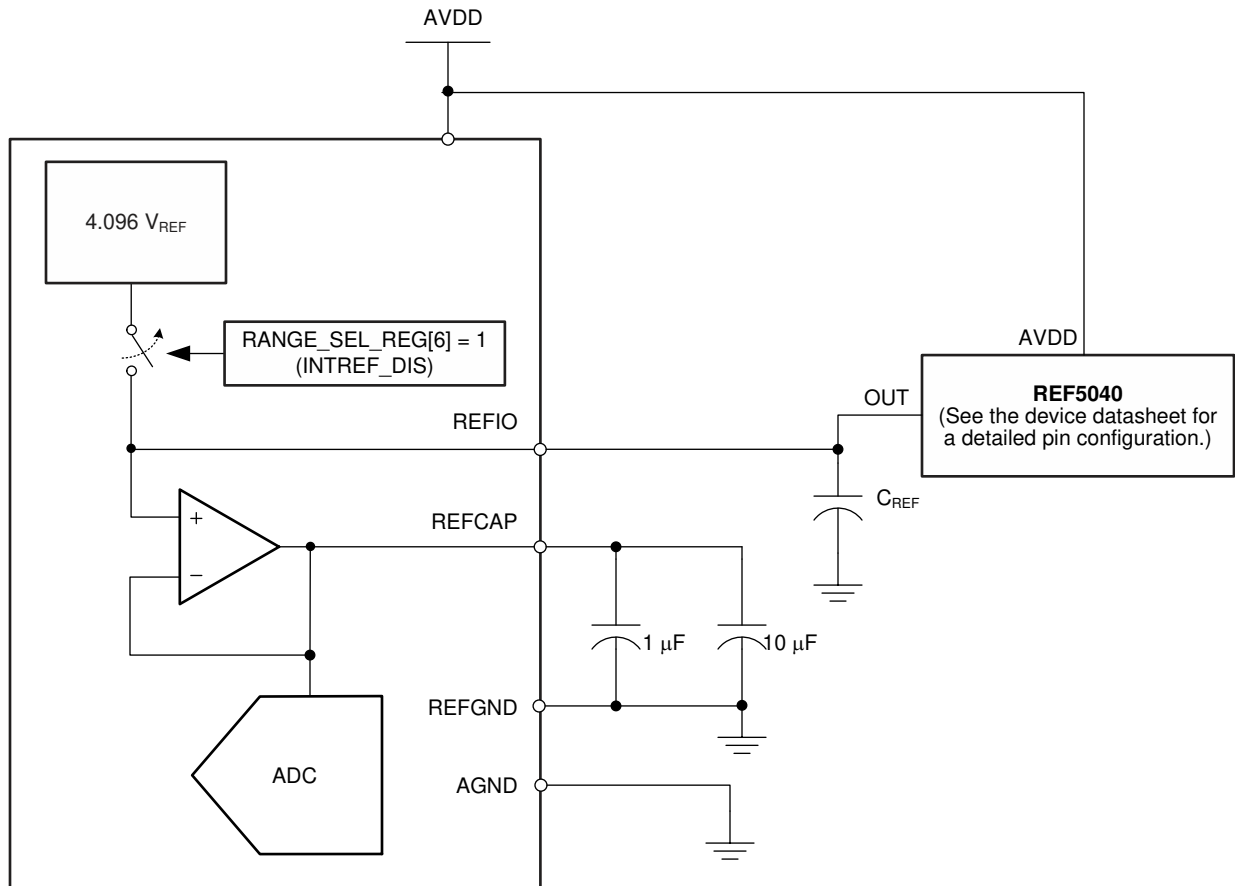 AVDD
4.096 VREF
RANGE_SEL_REG[6] = 1
(INTREF_DIS)
AVDD
REF5040
(See the device datasheet for
a detailed pin configuration.)
OUT
REFIO
CREF
+
−
REFCAP
1 μF
10 μF
REFGND
ADC
AGND